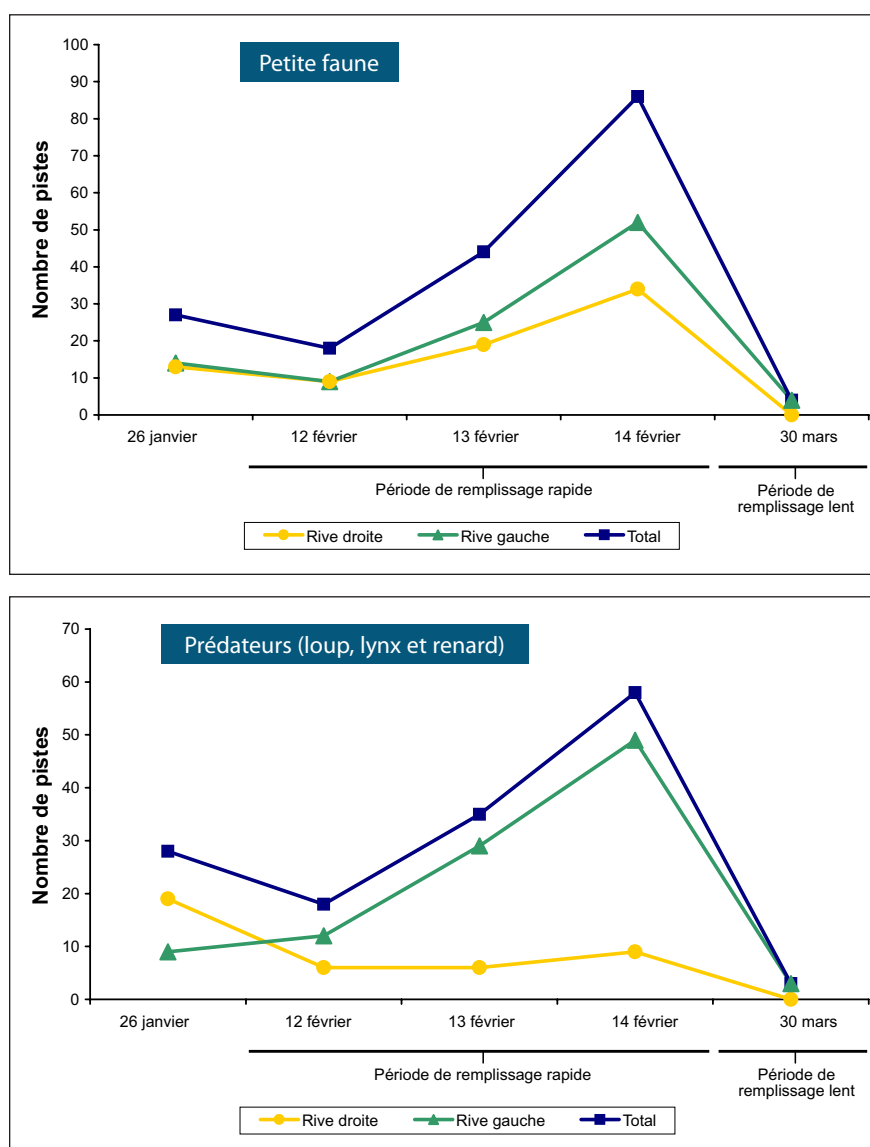 Petite faune
Nombre de pistes
100
90
80
70
60
50
40
30
20
10
0
26 janvier
12 février
13 février
14 février
30 mars
Période de remplissage rapide
Période de
remplissage lent
Rive droite
Rive gauche
Total
Prédateurs (loup, lynx et renard)
Nombre de pistes
70
60
50
40
30
20
10
0
26 janvier
12 février
13 février
14 février
30 mars
Période de remplissage rapide
Période de
remplissage lent
Rive droite
Rive gauche
Total